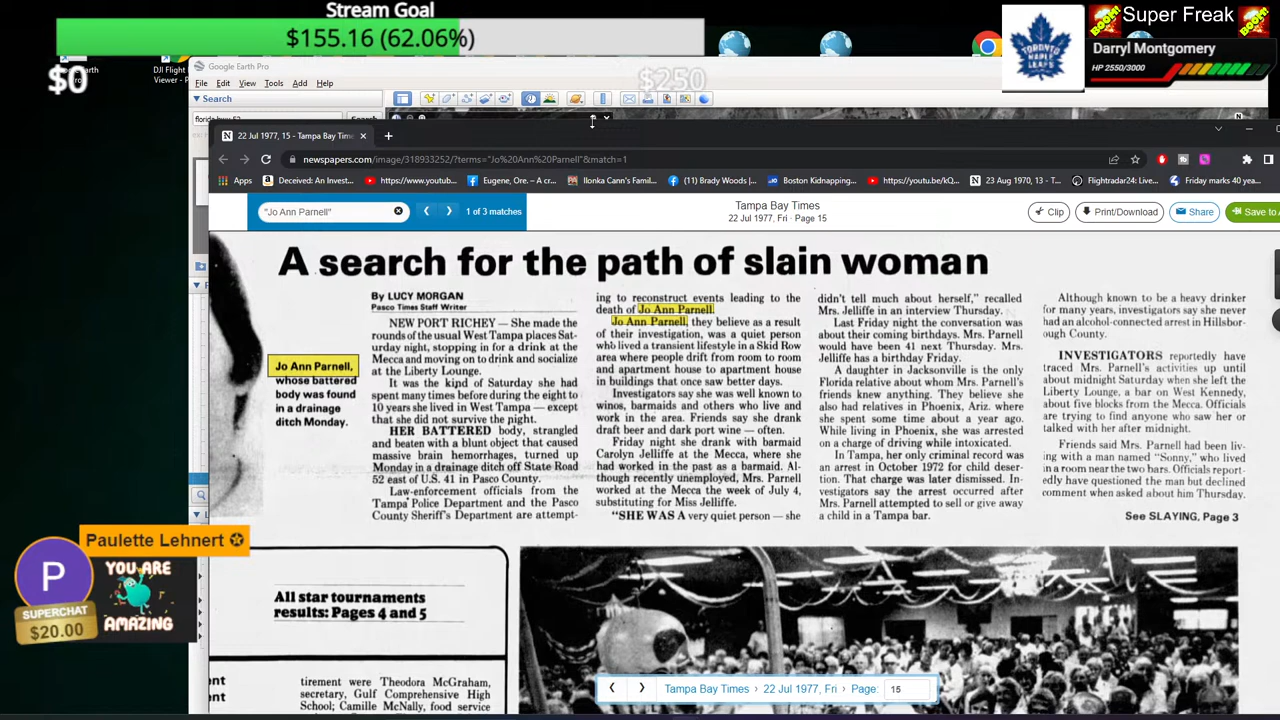 Stream Goal
$155.16 (62.06%)
$0
$250
Super Freak
BOOM!
BOOM!
TORONTO
MAPLE
LEAFS
Darryl Montgomery
HP 2550/3000
DJI Flight
Viewer - P
Google Earth Pro
File Edit View Tools Add Help
Search
22 Jul 1977, 15 - Tampa Bay Time
newspapers.com/image/318933252/?terms="Jo%20Ann%20Parnell"&match=1
Apps
Deceived: An Invest...
https://www.youtub...
Eugene, Ore. – A cr...
Ilonka Cann's Famil...
(11) Brady Woods |...
Boston Kidnapping...
https://youtu.be/kQ...
23 Aug 1970, 13 - T...
Flightradar24: Live...
Friday marks 40 yea...
"Jo Ann Parnell"
1 of 3 matches
Tampa Bay Times
22 Jul 1977, Fri · Page 15
Clip
Print/Download
Share
Save to A
A search for the path of slain woman
Jo Ann Parnell,
whose battered
body was found
in a drainage
ditch Monday.
By LUCY MORGAN
Pasco Times Staff Writer
NEW PORT RICHEY — She made the
rounds of the usual West Tampa places Sat-
urday night, stopping in for a drink at the
Mecca and moving on to drink and socialize
at the Liberty Lounge.
It was the kind of Saturday she had
spent many times before during the eight to
10 years she lived in West Tampa — except
that she did not survive the night.
HER BATTERED body, strangled
and beaten with a blunt object that caused
massive brain hemorrhages, turned up
Monday in a drainage ditch off State Road
52 east of U.S. 41 in Pasco County.
Law-enforcement officials from the
Tampa Police Department and the Pasco
County Sheriff's Department are attempt-
ing to reconstruct events leading to the
death of Jo Ann Parnell.
Jo Ann Parnell, they believe as a result
of their investigation, was a quiet person
who lived a transient lifestyle in a Skid Row
area where people drift from room to room
and apartment house to apartment house
in buildings that once saw better days.
Investigators say she was well known to
winos, barmaids and others who live and
work in the area. Friends say she drank
draft beer and dark port wine — often.
Friday night she drank with barmaid
Carolyn Jelliffe at the Mecca, where she
had worked in the past as a barmaid. Al-
though recently unemployed, Mrs. Parnell
worked at the Mecca the week of July 4,
substituting for Miss Jelliffe.
"SHE WAS A very quiet person — she
didn't tell much about herself," recalled
Mrs. Jelliffe in an interview Thursday.
Last Friday night the conversation was
about their coming birthdays. Mrs. Parnell
would have been 41 next Thursday. Mrs.
Jelliffe has a birthday Friday.
A daughter in Jacksonville is the only
Florida relative about whom Mrs. Parnell's
friends knew anything. They believe she
also had relatives in Phoenix, Ariz. where
she spent some time about a year ago.
While living in Phoenix, she was arrested
on a charge of driving while intoxicated.
In Tampa, her only criminal record was
an arrest in October 1972 for child deser-
tion. That charge was later dismissed. In-
vestigators say the arrest occurred after
Mrs. Parnell attempted to sell or give away
a child in a Tampa bar.
Although known to be a heavy drinker
for many years, investigators say she never
had an alcohol-connected arrest in Hillsbor-
ough County.
INVESTIGATORS reportedly have
traced Mrs. Parnell's activities up until
about midnight Saturday when she left the
Liberty Lounge, a bar on West Kennedy,
about blocks from the Mecca. Officials
are trying to find anyone who saw her or
talked with her after midnight.
Friends said Mrs. Parnell had been liv-
ing with a man named "Sonny," who lived
in a room near the two bars. Officials report-
edly have questioned the man but declined
comment when asked about him Thursday.
See SLAYING, Page 3
Paulette Lehnert
P
SUPERCHAT
$20.00
YOU ARE
AMAZING
All star tournaments
results: Pages 4 and 5
tirement were Theodora McGraham,
secretary, Gulf Comprehensive High
School; Camille McNally, food service
Tampa Bay Times › 22 Jul 1977, Fri › Page: 15